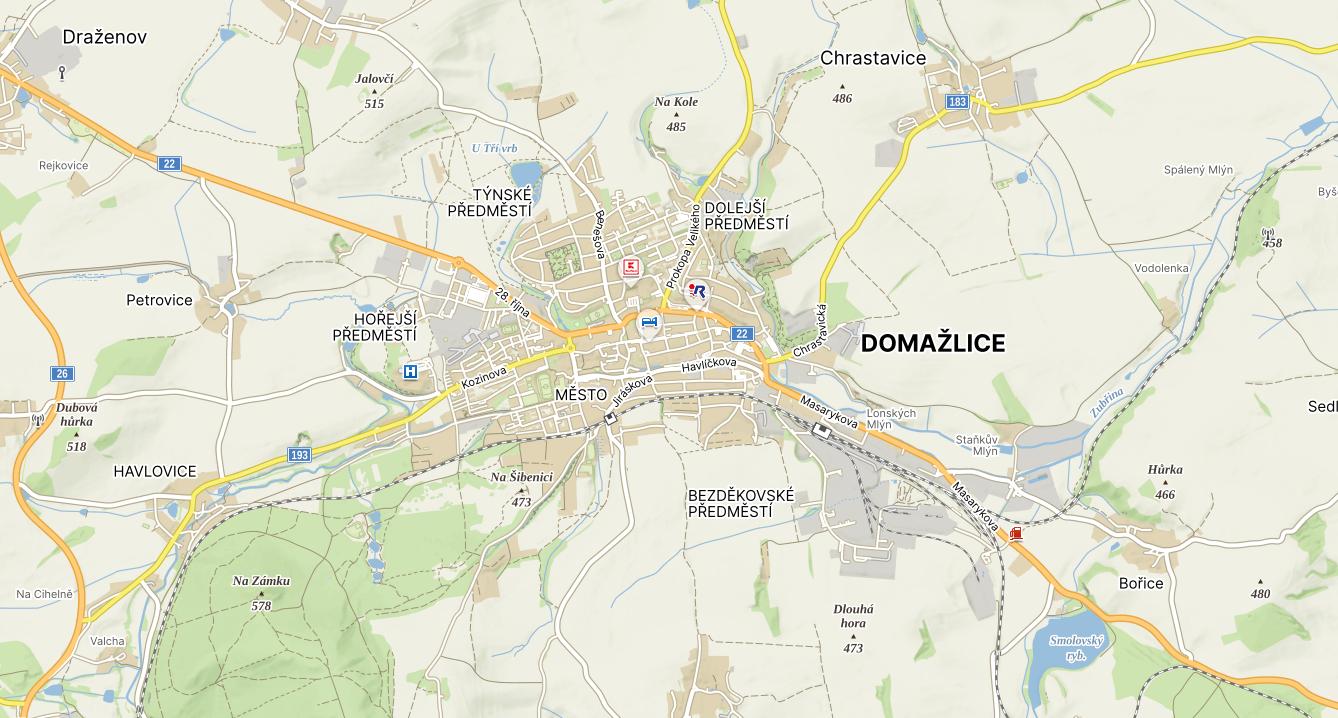 Draženov
Chrastavice
Jalovčí
515
486
Na Kole
485
183
Rejkovice
22
U Tří vrb
Spálený Mlýn
TÝNSKÉ
PŘEDMĚSTÍ
DOLEJŠÍ
PŘEDMĚSTÍ
Benešova
Prokopa Velikého
458
Vodolenka
Petrovice
28. října
HOŘEJŠÍ
PŘEDMĚSTÍ
22
Chrastavická
DOMAŽLICE
26
H
Kozinova
Havlíčkova
MĚSTO
Jiráskova
Masarykova
Ľonských
Mlýn
Zubřina
Dubová
hůrka
518
Staňkův
Mlýn
193
HAVLOVICE
Na Šibenici
473
Hůrka
466
BEZDĚKOVSKÉ
PŘEDMĚSTÍ
Masarykova
Na Zámku
578
Na Cihelně
Bořice
480
Dlouhá
hora
473
Valcha
Smolovský
ryb.